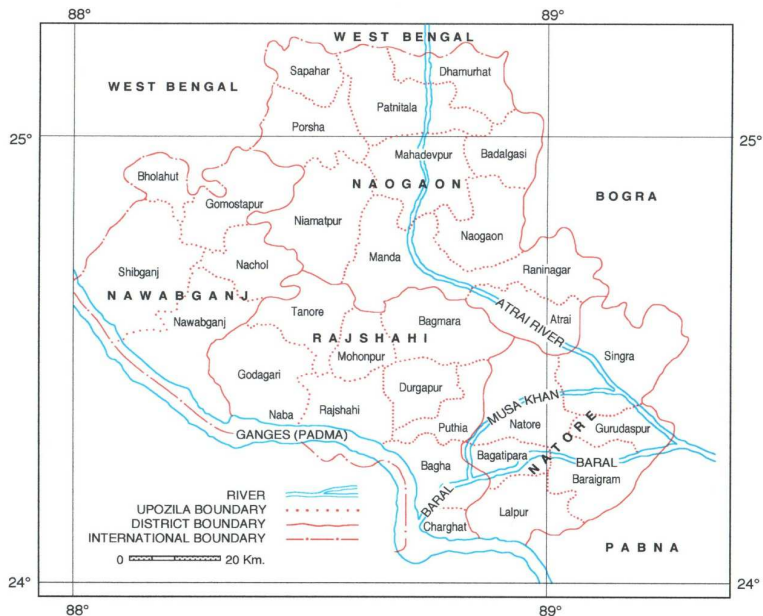 88°
89°
WEST BENGAL
WEST BENGAL
Sapahar
Dhamurhat
Patnitala
Porsha
25°
25°
Mahadevpur
Badalgasi
Bholahut
NAOGAON
Gomostapur
BOGRA
Niamatpur
Naogaon
Manda
Shibganj
Nachol
Raninagar
NAWABGANJ
Tanore
ATRAI RIVER
Atrai
Nawabganj
Bagmara
RAJSHAHI
Mohonpur
Singra
Godagari
Durgapur
MUSA KHAN
Naba
Rajshahi
Puthia
Natore
Gurudaspur
GANGES (PADMA)
NATORE
Bagha
Bagatipara
BARAL
Baraigram
BARAL
Lalpur
Charghat
RIVER
UPOZILA BOUNDARY
DISTRICT BOUNDARY
INTERNATIONAL BOUNDARY
0 20 Km.
PABNA
24°
24°
88°
89°